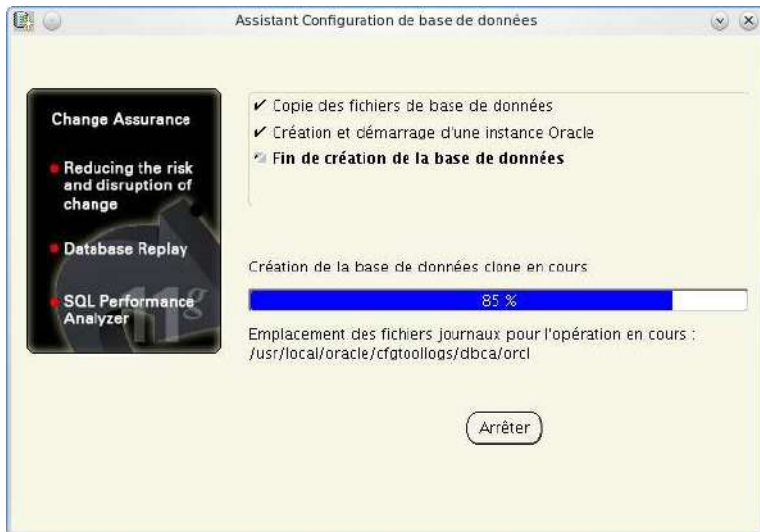 Assistant Configuration de base de données
Change Assurance
Reducing the risk
and disruption of
change
Database Replay
SQL Performance
Analyzer
11g
Copie des fichiers de base de données
Création et démarrage d'une instance Oracle
Fin de création de la base de données
Création de la base de données clone en cours
85 %
Emplacement des fichiers journaux pour l'opération en cours :
/usr/local/oracle/cfgtoollogs/dbca/orcl
Arrêter